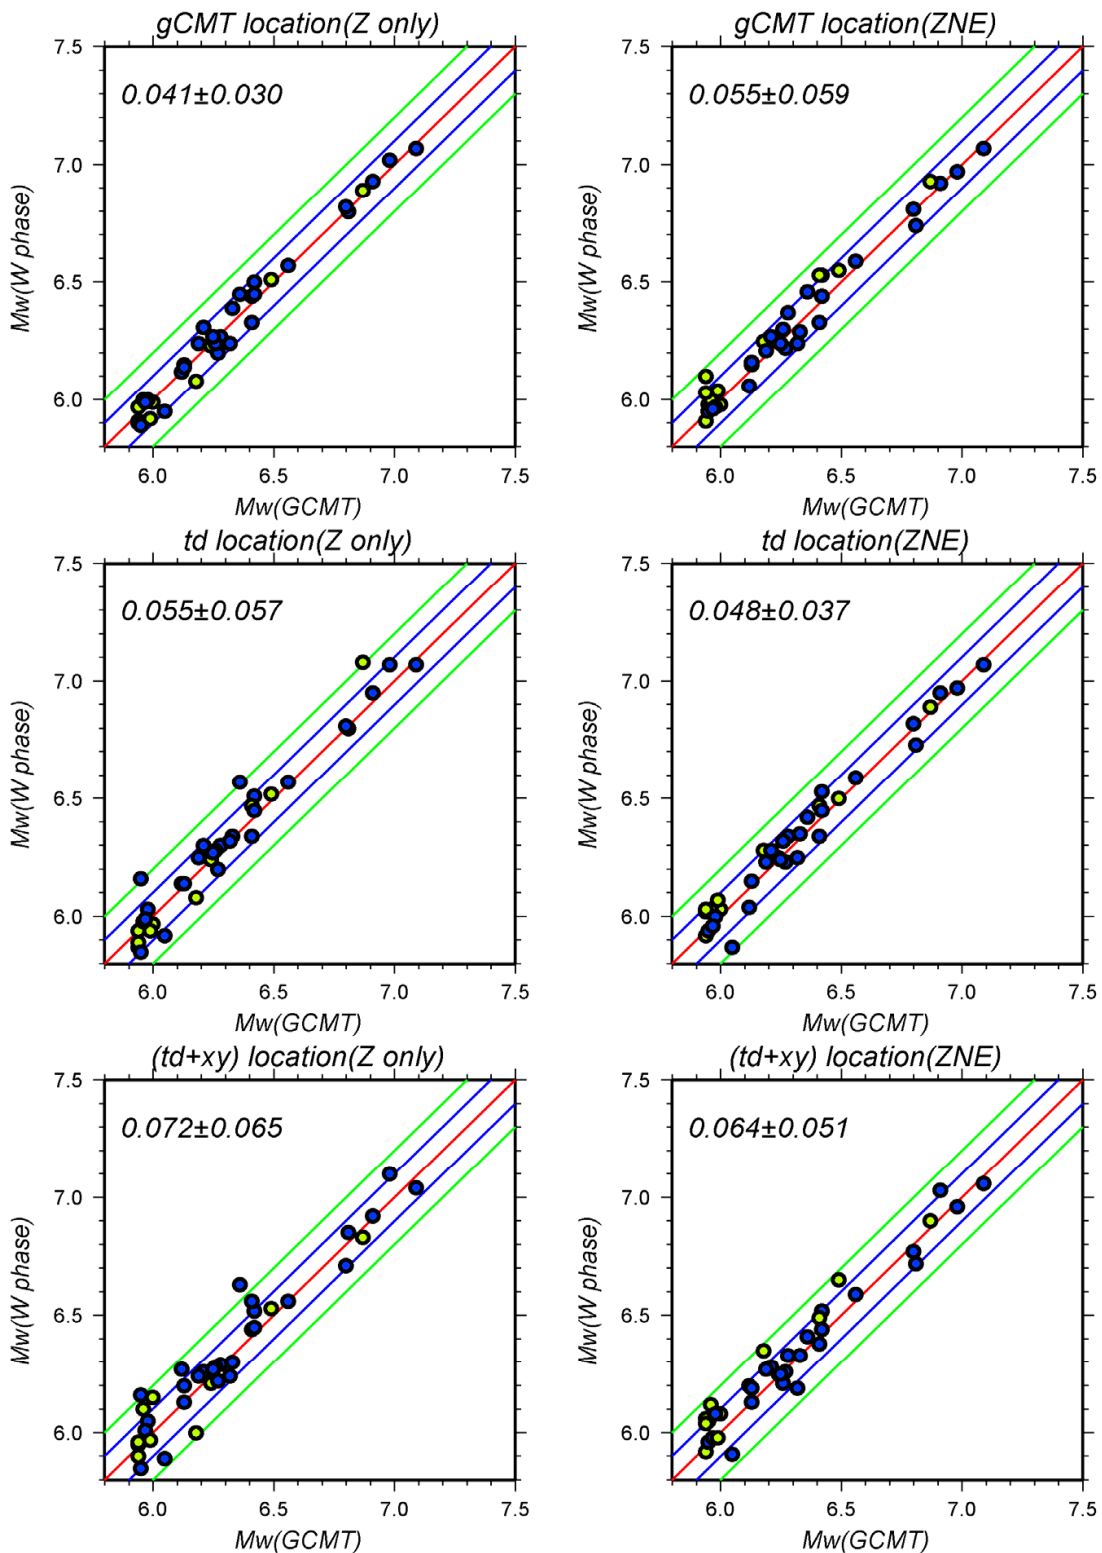 gCMT location(Z only)
7.5
7.0
6.5
6.0
0.041±0.030
Mw(W phase)
6.0 6.5 7.0 7.5
Mw(GCMT)
gCMT location(ZNE)
7.5
7.0
6.5
6.0
0.055±0.059
Mw(W phase)
6.0 6.5 7.0 7.5
Mw(GCMT)
td location(Z only)
7.5
7.0
6.5
6.0
0.055±0.057
Mw(W phase)
6.0 6.5 7.0 7.5
Mw(GCMT)
td location(ZNE)
7.5
7.0
6.5
6.0
0.048±0.037
Mw(W phase)
6.0 6.5 7.0 7.5
Mw(GCMT)
(td+xy) location(Z only)
7.5
7.0
6.5
6.0
0.072±0.065
Mw(W phase)
6.0 6.5 7.0 7.5
Mw(GCMT)
(td+xy) location(ZNE)
7.5
7.0
6.5
6.0
0.064±0.051
Mw(W phase)
6.0 6.5 7.0 7.5
Mw(GCMT)